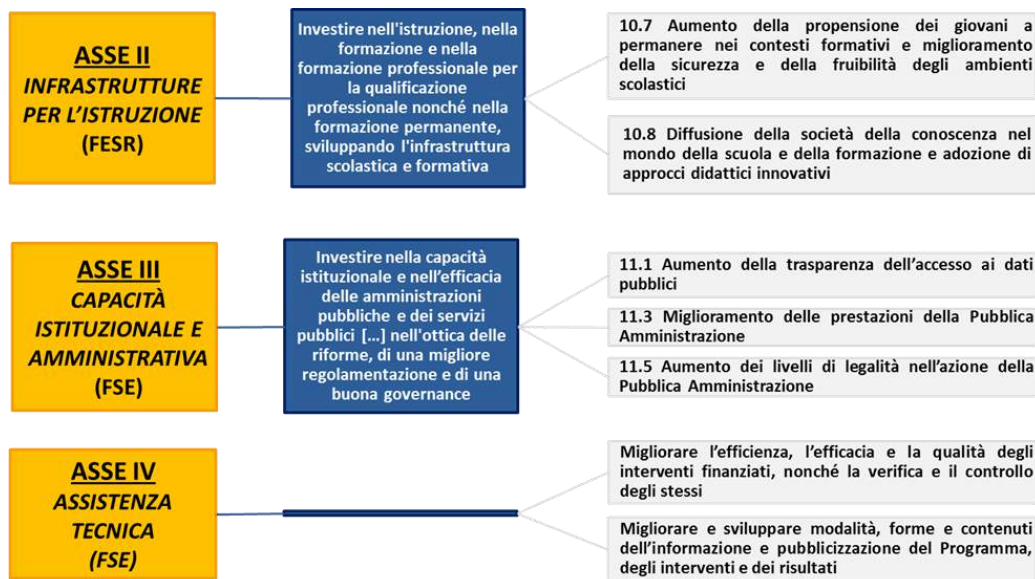 ASSE II
INFRASTRUTTURE
PER L’ISTRUZIONE
(FESR)
Investire nell'istruzione, nella
formazione e nella
formazione professionale per
la qualificazione
professionale nonché nella
formazione permanente,
sviluppando l'infrastruttura
scolastica e formativa
10.7 Aumento della propensione dei giovani a
permanere nei contesti formativi e miglioramento
della sicurezza e della fruibilità degli ambienti
scolastici
10.8 Diffusione della società della conoscenza nel
mondo della scuola e della formazione e adozione di
approcci didattici innovativi
ASSE III
CAPACITÀ
ISTITUZIONALE E
AMMINISTRATIVA
(FSE)
Investire nella capacità
istituzionale e nell’efficacia
delle amministrazioni
pubbliche e dei servizi
pubblici [...] nell'ottica delle
riforme, di una migliore
regolamentazione e di una
buona governance
11.1 Aumento della trasparenza dell’accesso ai dati
pubblici
11.3 Miglioramento delle prestazioni della Pubblica
Amministrazione
11.5 Aumento dei livelli di legalità nell’azione della
Pubblica Amministrazione
ASSE IV
ASSISTENZA
TECNICA
(FSE)
Migliorare l’efficienza, l’efficacia e la qualità degli
interventi finanziati, nonché la verifica e il controllo
degli stessi
Migliorare e sviluppare modalità, forme e contenuti
dell’informazione e pubblicizzazione del Programma,
degli interventi e dei risultati